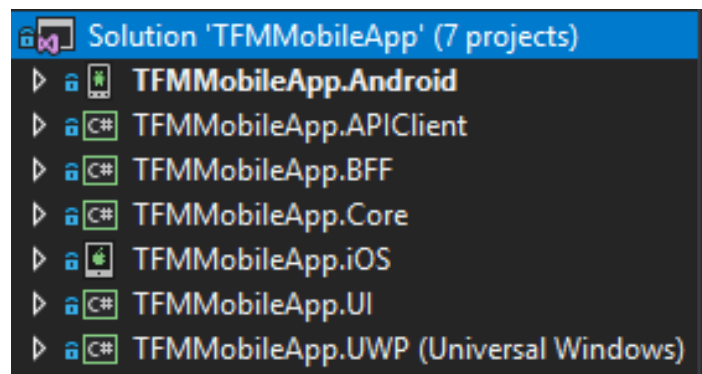 Solution 'TFMMobileApp' (7 projects)
TFMMobileApp.Android
C# TFMMobileApp.APIClient
C# TFMMobileApp.BFF
C# TFMMobileApp.Core
TFMMobileApp.iOS
C# TFMMobileApp.UI
C# TFMMobileApp.UWP (Universal Windows)